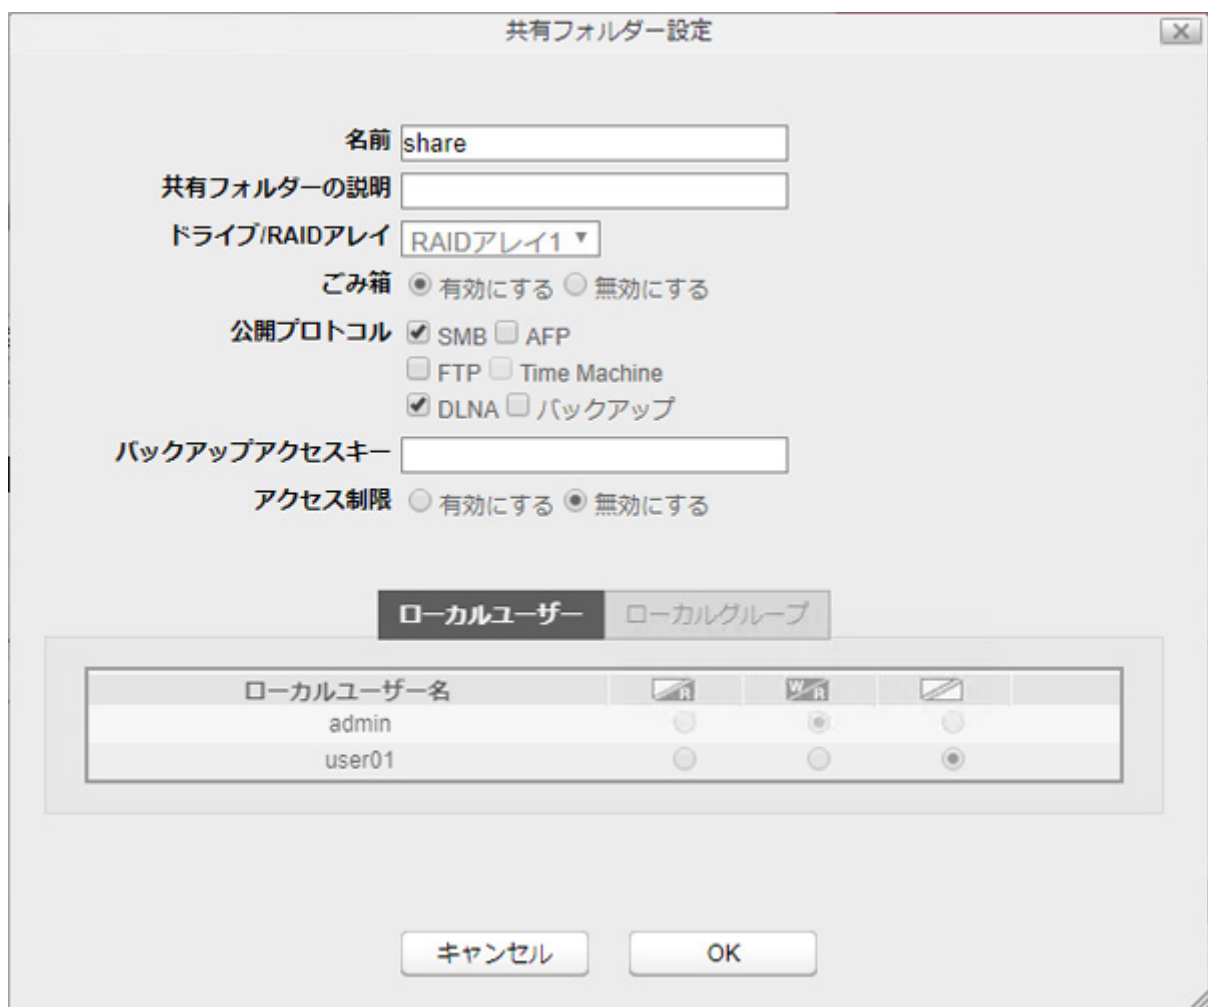 共有フォルダー設定
名前 share
共有フォルダーの説明
ドライブ/RAIDアレイ RAIDアレイ1
ごみ箱 有効にする 無効にする
公開プロトコル SMB AFP
FTP Time Machine
DLNA バックアップ
バックアップアクセスキー
アクセス制限 有効にする 無効にする
ローカルユーザー ローカルグループ
ローカルユーザー名 R W/R
admin
user01
キャンセル OK